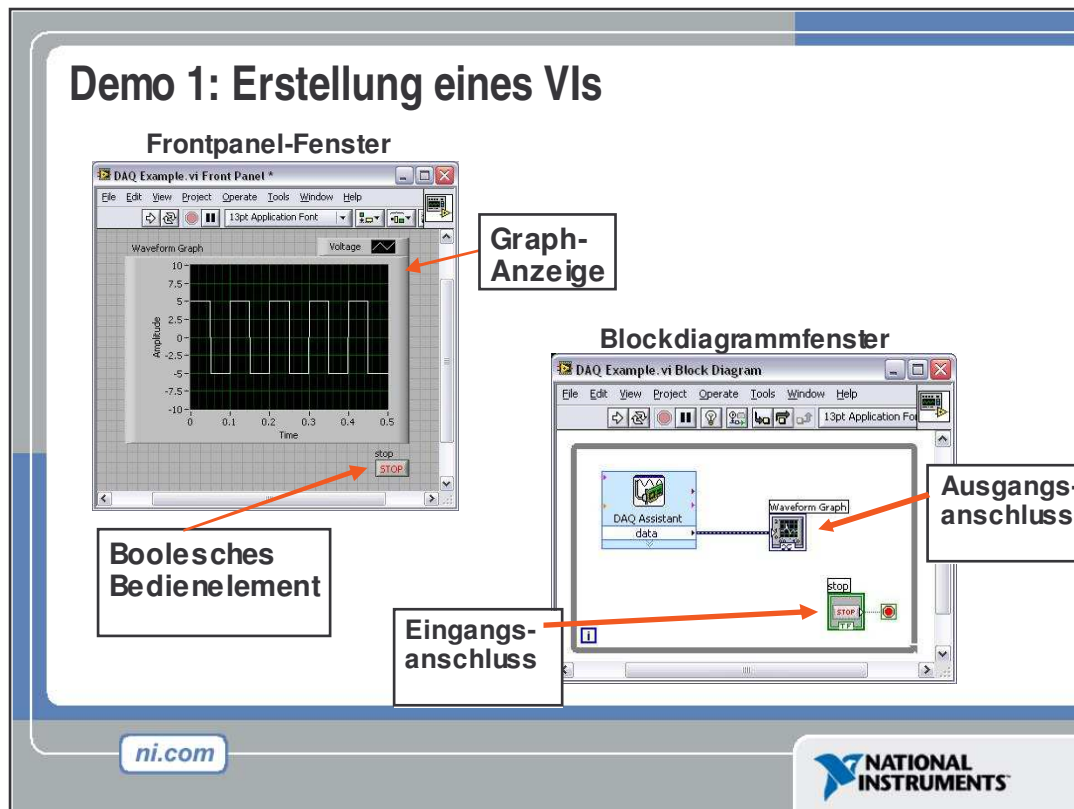 Demo 1: Erstellung eines VIs
Frontpanel-Fenster
DAQ Example.vi Front Panel *
File Edit View Project Operate Tools Window Help
13pt Application Font
Waveform Graph
Voltage
10
7.5
5
2.5
0
-2.5
-5
-7.5
-10
Amplitude
0 0.1 0.2 0.3 0.4 0.5
Time
stop
STOP
Graph-
Anzeige
Boolesches
Bedienelement
Blockdiagrammfenster
DAQ Example.vi Block Diagram
File Edit View Project Operate Tools Window Help
13pt Application Fo
DAQ Assistant
data
Waveform Graph
stop
STOP
TF
i
Ausgangs-
anschluss
Eingangs-
anschluss
ni.com
NATIONAL
INSTRUMENTS